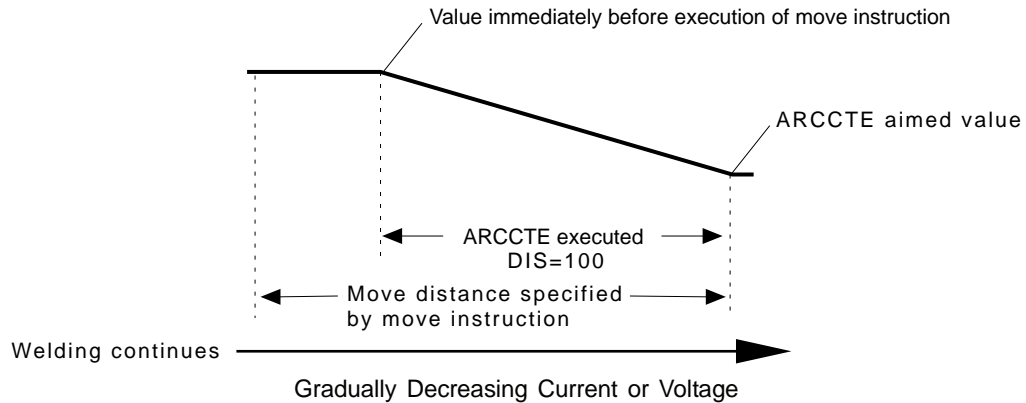 Value immediately before execution of move instruction
ARCCTE aimed value
ARCCTE executed
DIS=100
Move distance specified
by move instruction
Welding continues
Gradually Decreasing Current or Voltage